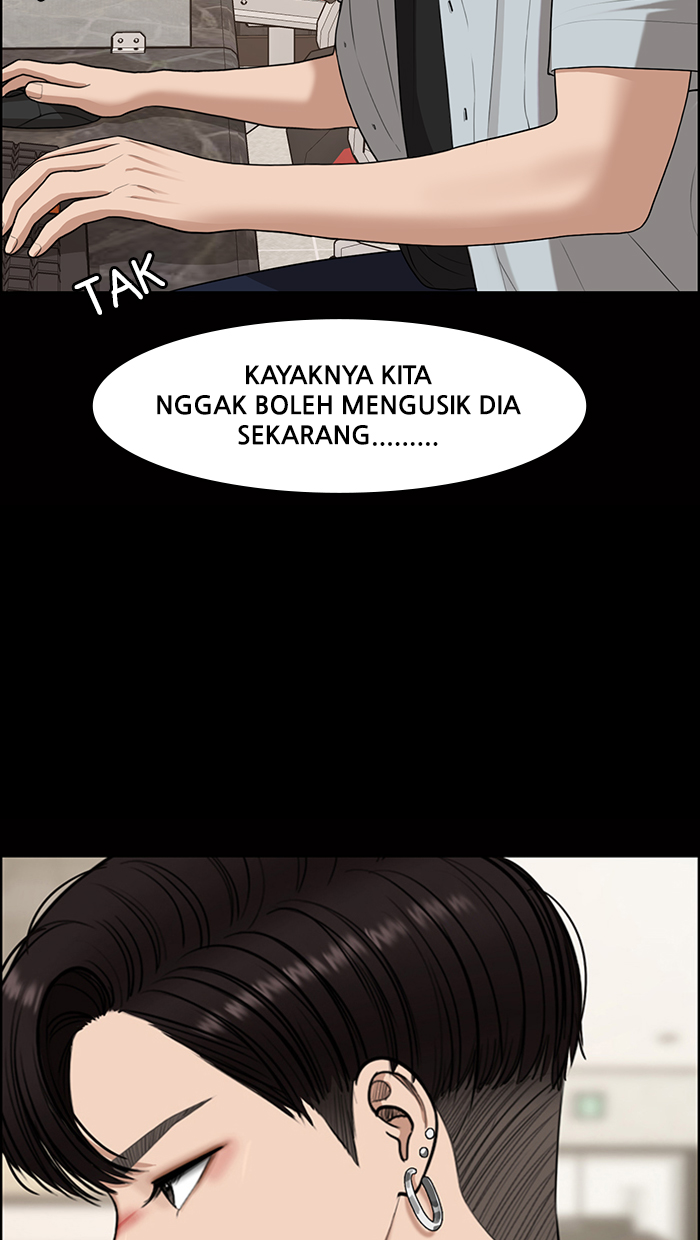 TAK
KAYAKNYA KITA
NGGAK BOLEH MENGUSIK DIA
SEKARANG.........